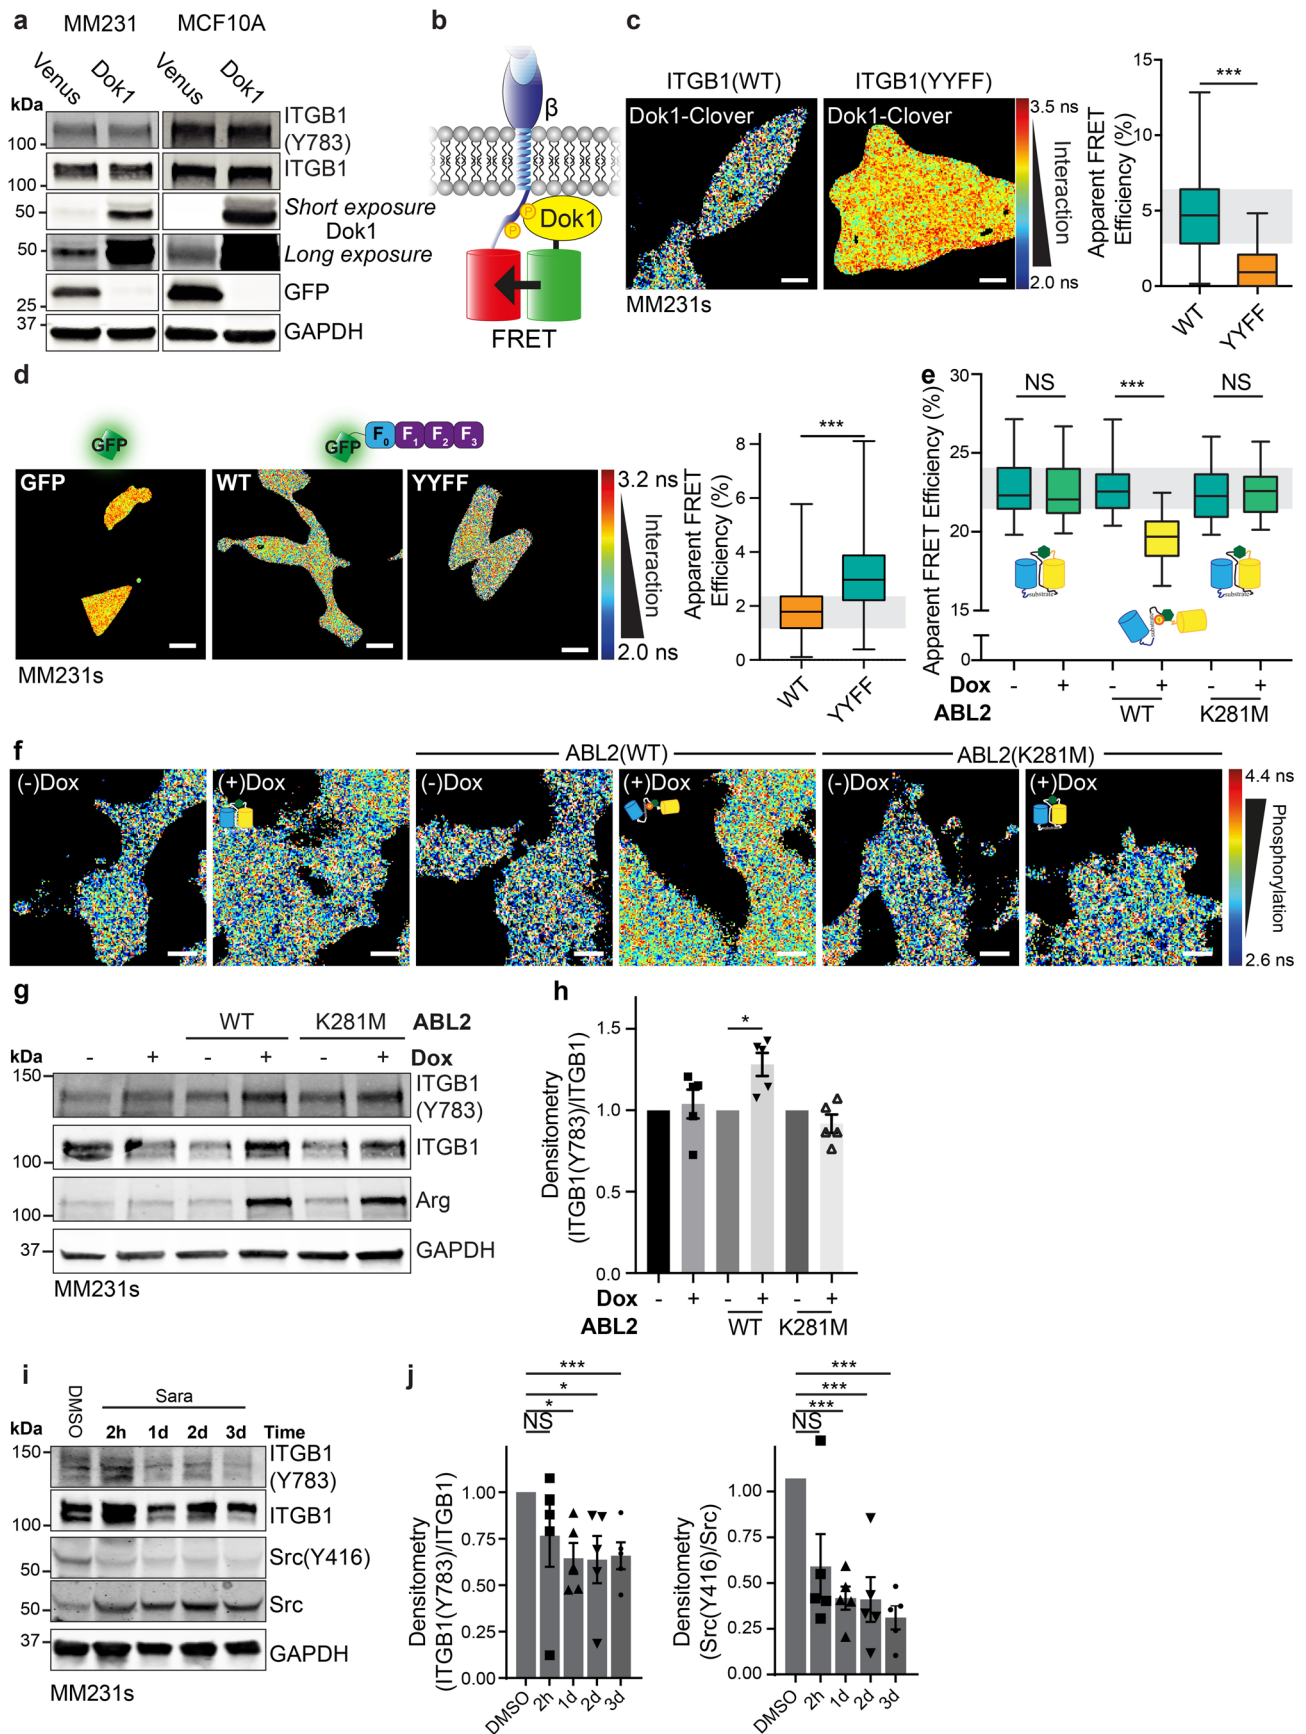 a
MM231 MCF10A
Venus Dok1 Venus Dok1
kDa
100
ITGB1
(Y783)
100
ITGB1
50
Short exposure
Dok1
50
Long exposure
25
GFP
37
GAPDH
b
β
P
P
Dok1
FRET
c
ITGB1(WT) ITGB1(YYFF)
Dok1-Clover Dok1-Clover
3.5 ns
Interaction
2.0 ns
MM231s
Apparent FRET
Efficiency (%)
15
10
5
0
***
WT YYFF
d
GFP
GFP F0 F1 F2 F3
GFP WT YYFF
3.2 ns
Interaction
2.0 ns
MM231s
Apparent FRET
Efficiency (%)
8
6
4
2
0
***
WT YYFF
e
Apparent FRET Efficiency (%)
30
25
20
15
0
NS *** NS
substrate substrate substrate
Dox - + - + - +
ABL2 WT K281M
f
ABL2(WT) ABL2(K281M)
(-)Dox (+)Dox (-)Dox (+)Dox (-)Dox (+)Dox
4.4 ns
Phosphorylation
2.6 ns
g
WT K281M ABL2
kDa - + - + - + Dox
150
ITGB1
(Y783)
ITGB1
100
Arg
100
37
GAPDH
MM231s
h
Densitometry
(ITGB1(Y783)/ITGB1)
1.5
1.0
0.5
0.0
*
Dox - + - + - +
ABL2 WT K281M
i
DMSO Sara
kDa 2h 1d 2d 3d Time
150
ITGB1
(Y783)
ITGB1
100
Src(Y416)
50
Src
50
37
GAPDH
MM231s
j
Densitometry
(ITGB1(Y783)/ITGB1)
***
*
*
NS
1.00
0.75
0.50
0.25
0.00
DMSO 2h 1d 2d 3d
Densitometry
(Src(Y416)/Src)
***
***
***
NS
1.00
0.75
0.50
0.25
0.00
DMSO 2h 1d 2d 3d